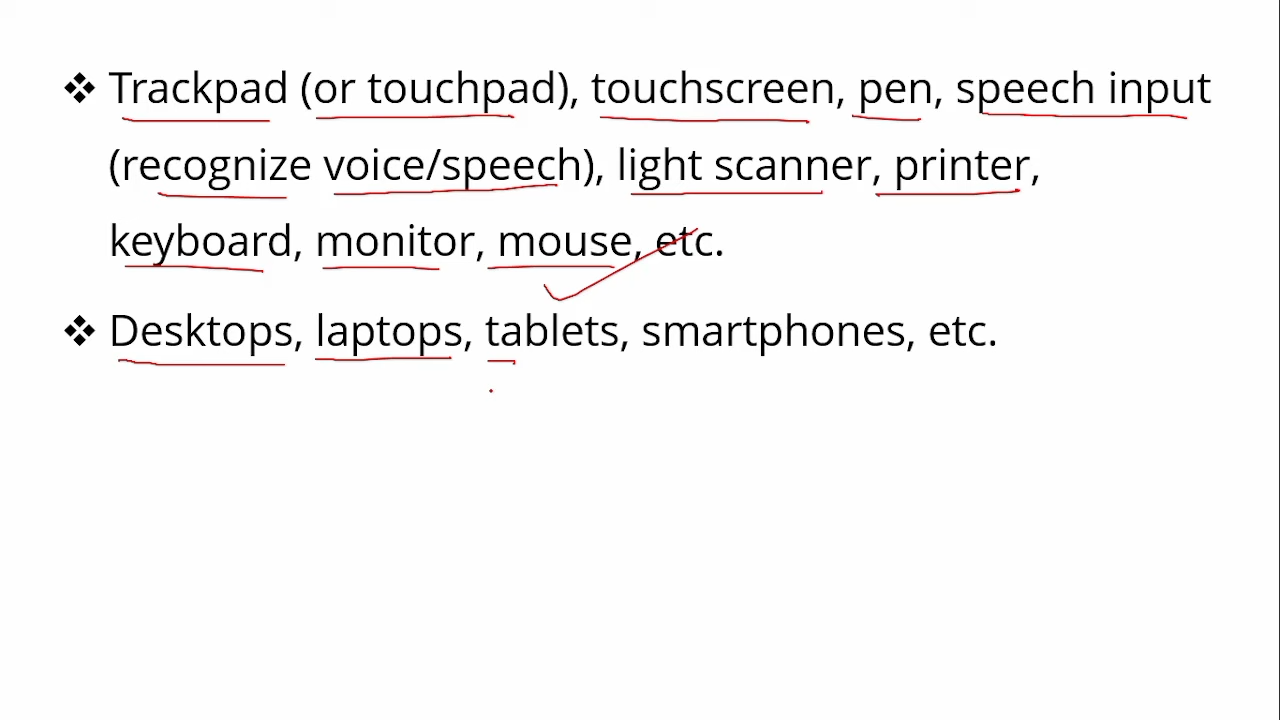 ❖ Trackpad (or touchpad), touchscreen, pen, speech input
(recognize voice/speech), light scanner, printer,
keyboard, monitor, mouse, etc.
❖ Desktops, laptops, tablets, smartphones, etc.